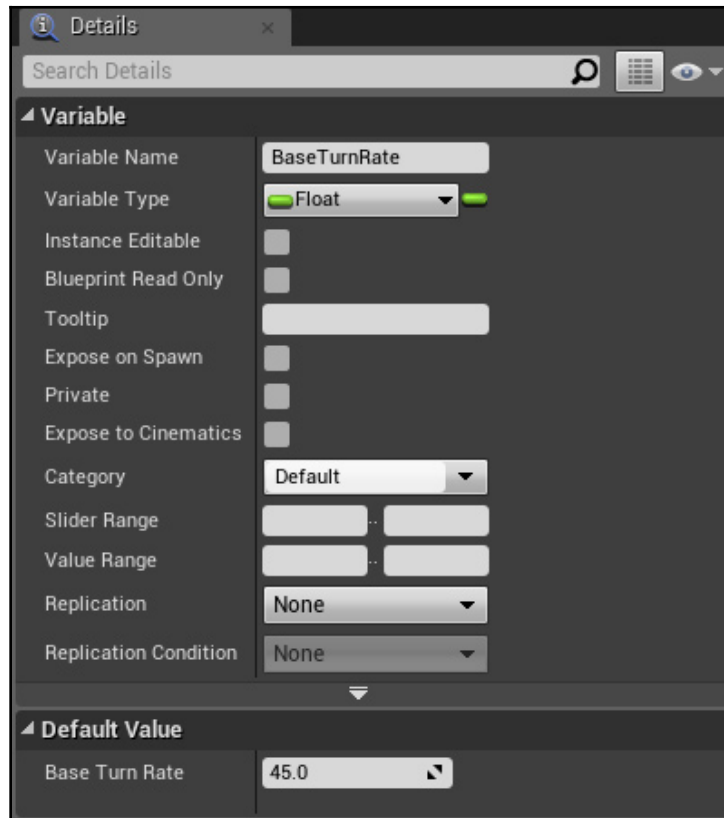 Details
Search Details
Variable
Variable Name BaseTurnRate
Variable Type Float
Instance Editable
Blueprint Read Only
Tooltip
Expose on Spawn
Private
Expose to Cinematics
Category Default
Slider Range ..
Value Range ..
Replication None
Replication Condition None
Default Value
Base Turn Rate 45.0